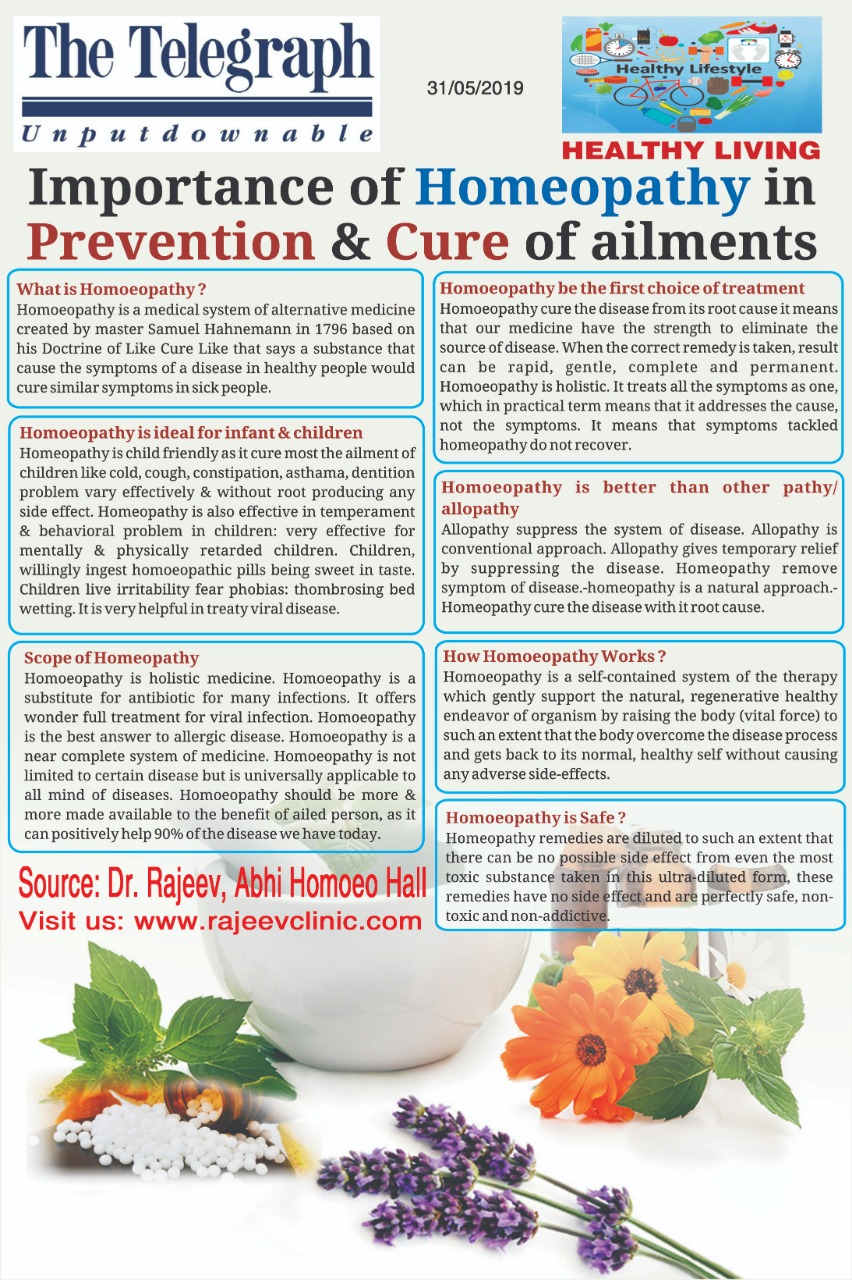 The Telegraph
Unputdownable
31/05/2019
Healthy Lifestyle
HEALTHY LIVING
Importance of Homeopathy in
Prevention & Cure of ailments
What is Homoeopathy ?
Homoeopathy is a medical system of alternative medicine
created by master Samuel Hahnemann in 1796 based on
his Doctrine of Like Cure Like that says a substance that
cause the symptoms of a disease in healthy people would
cure similar symptoms in sick people.
Homoeopathy is ideal for infant & children
Homeopathy is child friendly as it cure most the ailment of
children like cold, cough, constipation, asthama, dentition
problem vary effectively & without root producing any
side effect. Homeopathy is also effective in temperament
& behavioral problem in children: very effective for
mentally & physically retarded children. Children,
willingly ingest homoeopathic pills being sweet in taste.
Children live irritability fear phobias: thombrosing bed
wetting. It is very helpful in treaty viral disease.
Scope of Homeopathy
Homoeopathy is holistic medicine. Homoeopathy is a
substitute for antibiotic for many infections. It offers
wonder full treatment for viral infection. Homoeopathy
is the best answer to allergic disease. Homoeopathy is a
near complete system of medicine. Homoeopathy is not
limited to certain disease but is universally applicable to
all mind of diseases. Homoeopathy should be more &
more made available to the benefit of ailed person, as it
can positively help 90% of the disease we have today.
Source: Dr. Rajeev, Abhi Homoeo Hall
Visit us: www.rajeevclinic.com
Homoeopathy be the first choice of treatment
Homoeopathy cure the disease from its root cause it means
that our medicine have the strength to eliminate the
source of disease. When the correct remedy is taken, result
can be rapid, gentle, complete and permanent.
Homoeopathy is holistic. It treats all the symptoms as one,
which in practical term means that it addresses the cause,
not the symptoms. It means that symptoms tackled
homeopathy do not recover.
Homoeopathy is better than other pathy/
allopathy
Allopathy suppress the system of disease. Allopathy is
conventional approach. Allopathy gives temporary relief
by suppressing the disease. Homeopathy remove
symptom of disease.-homeopathy is a natural approach.-
Homeopathy cure the disease with it root cause.
How Homoeopathy Works ?
Homoeopathy is a self-contained system of the therapy
which gently support the natural, regenerative healthy
endeavor of organism by raising the body (vital force) to
such an extent that the body overcome the disease process
and gets back to its normal, healthy self without causing
any adverse side-effects.
Homoeopathy is Safe ?
Homeopathy remedies are diluted to such an extent that
there can be no possible side effect from even the most
toxic substance taken in this ultra-diluted form, these
remedies have no side effect and are perfectly safe, non-
toxic and non-addictive.